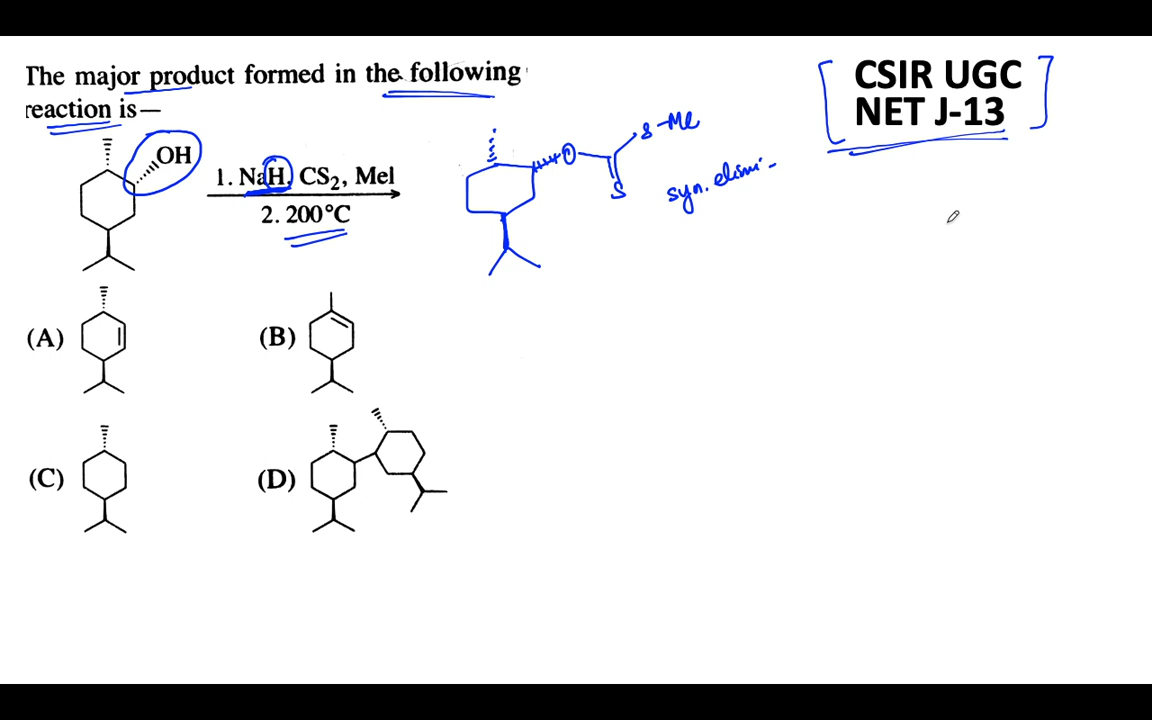 The major product formed in the following
reaction is—
CSIR UGC
NET J-13
OH
1. NaH, CS₂, MeI
2. 200°C
O
S-Me
S
syn. elimi-
(A)
(B)
(C)
(D)